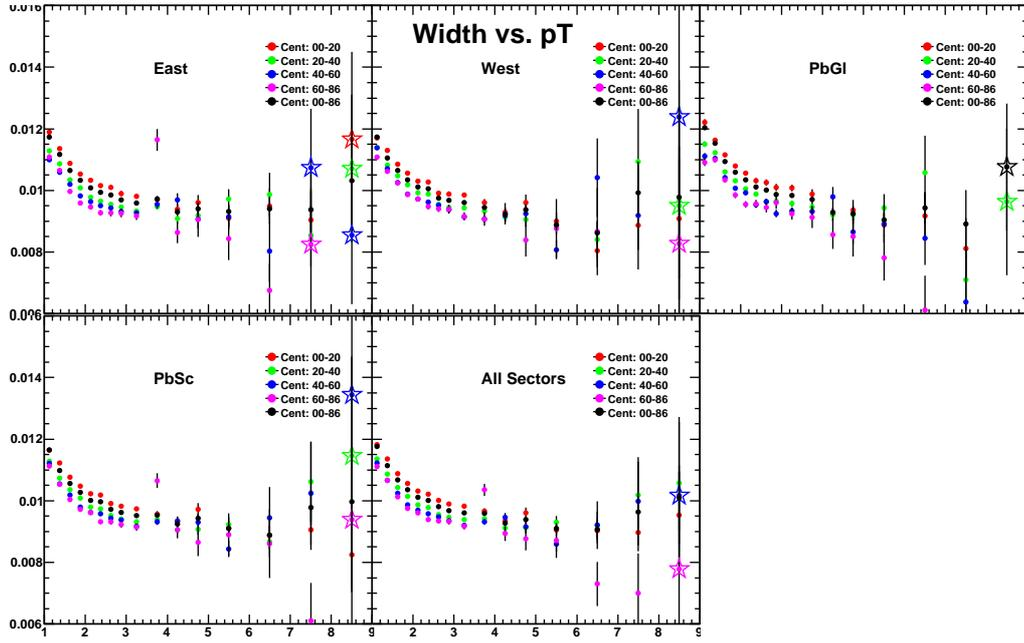 Width vs. pT
0.016
0.014
0.012
0.01
0.008
East
Cent: 00-20
Cent: 20-40
Cent: 40-60
Cent: 60-86
Cent: 00-86
West
Cent: 00-20
Cent: 20-40
Cent: 40-60
Cent: 60-86
Cent: 00-86
PbGl
Cent: 00-20
Cent: 20-40
Cent: 40-60
Cent: 60-86
Cent: 00-86
0.014
0.012
0.01
0.008
0.006
PbSc
Cent: 00-20
Cent: 20-40
Cent: 40-60
Cent: 60-86
Cent: 00-86
All Sectors
Cent: 00-20
Cent: 20-40
Cent: 40-60
Cent: 60-86
Cent: 00-86
1 2 3 4 5 6 7 8 2 3 4 5 6 7 8 9